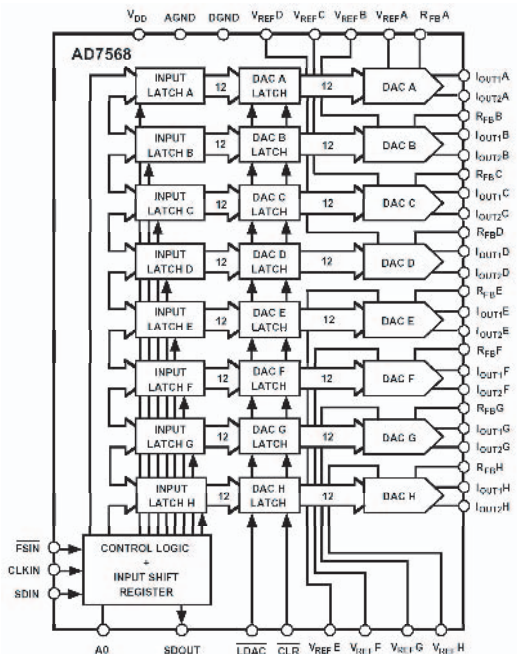 VDD AGND DGND VREFD VREFC VREFB VREFA RFBA
AD7568
INPUT LATCH A 12 DAC A LATCH 12 DAC A
IOUT1A
IOUT2A
RFBB
INPUT LATCH B 12 DAC B LATCH 12 DAC B
IOUT1B
IOUT2B
RFBC
INPUT LATCH C 12 DAC C LATCH 12 DAC C
IOUT1C
IOUT2C
RFBD
INPUT LATCH D 12 DAC D LATCH 12 DAC D
IOUT1D
IOUT2D
RFBE
INPUT LATCH E 12 DAC E LATCH 12 DAC E
IOUT1E
IOUT2E
RFBF
INPUT LATCH F 12 DAC F LATCH 12 DAC F
IOUT1F
IOUT2F
RFBG
INPUT LATCH G 12 DAC G LATCH 12 DAC G
IOUT1G
IOUT2G
RFBH
INPUT LATCH H 12 DAC H LATCH 12 DAC H
IOUT1H
IOUT2H
FSIN
CLKIN
SDIN
CONTROL LOGIC
+
INPUT SHIFT
REGISTER
A0 SDOUT LDAC CLR VREFE VREFF VREFG VREFH